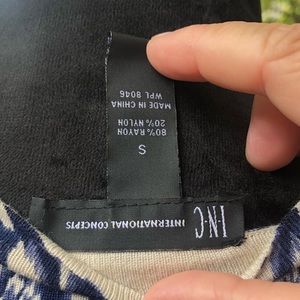 I·N·C
INTERNATIONAL CONCEPTS
S
80% RAYON
20% NYLON
MADE IN CHINA
WPL 8046